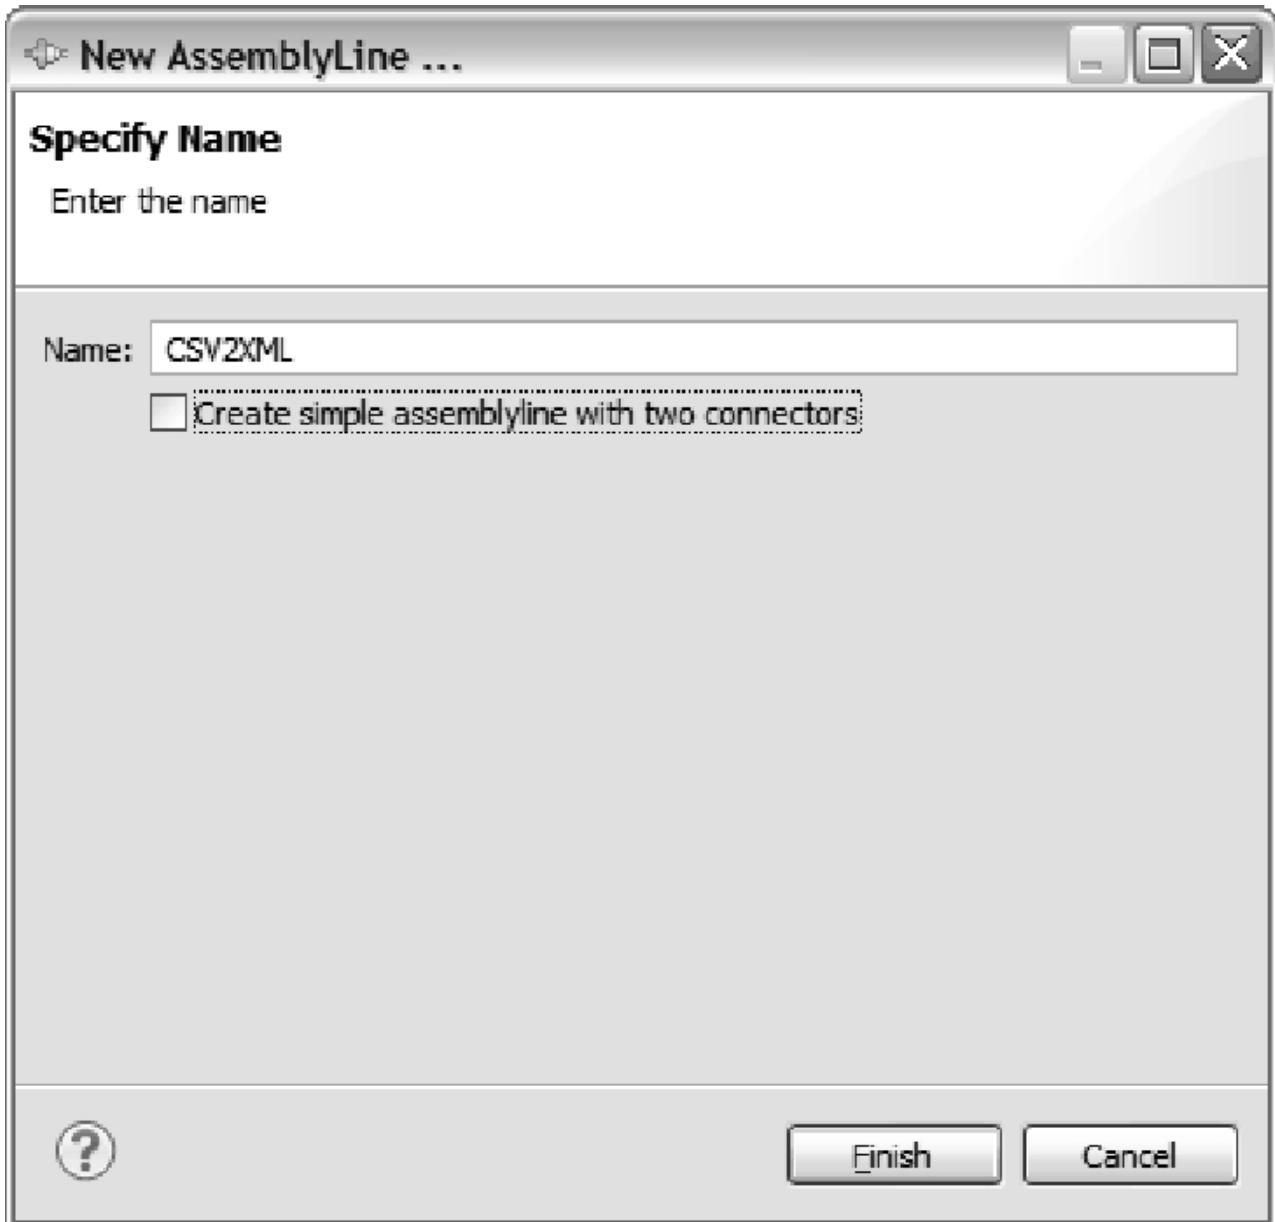 New AssemblyLine ...
Specify Name
Enter the name
Name: CSV2XML
Create simple assemblyline with two connectors
?
Finish Cancel